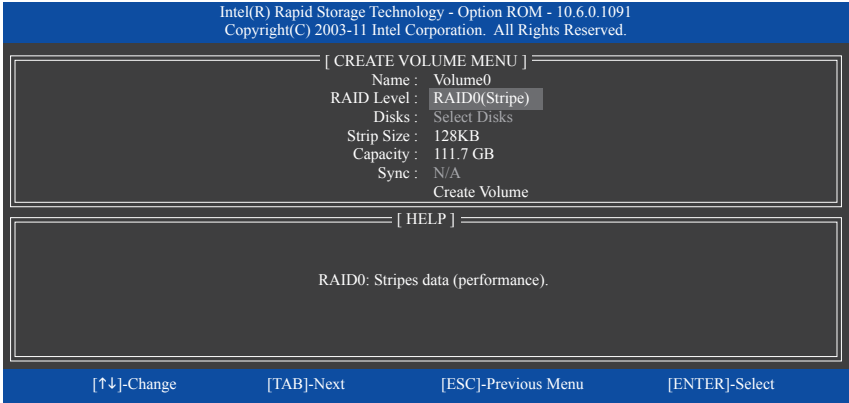 Intel(R) Rapid Storage Technology - Option ROM - 10.6.0.1091
Copyright(C) 2003-11 Intel Corporation. All Rights Reserved.
[ CREATE VOLUME MENU ]
Name : Volume0
RAID Level : RAID0(Stripe)
Disks : Select Disks
Strip Size : 128KB
Capacity : 111.7 GB
Sync : N/A
Create Volume
[ HELP ]
RAID0: Stripes data (performance).
[↑↓]-Change [TAB]-Next [ESC]-Previous Menu [ENTER]-Select